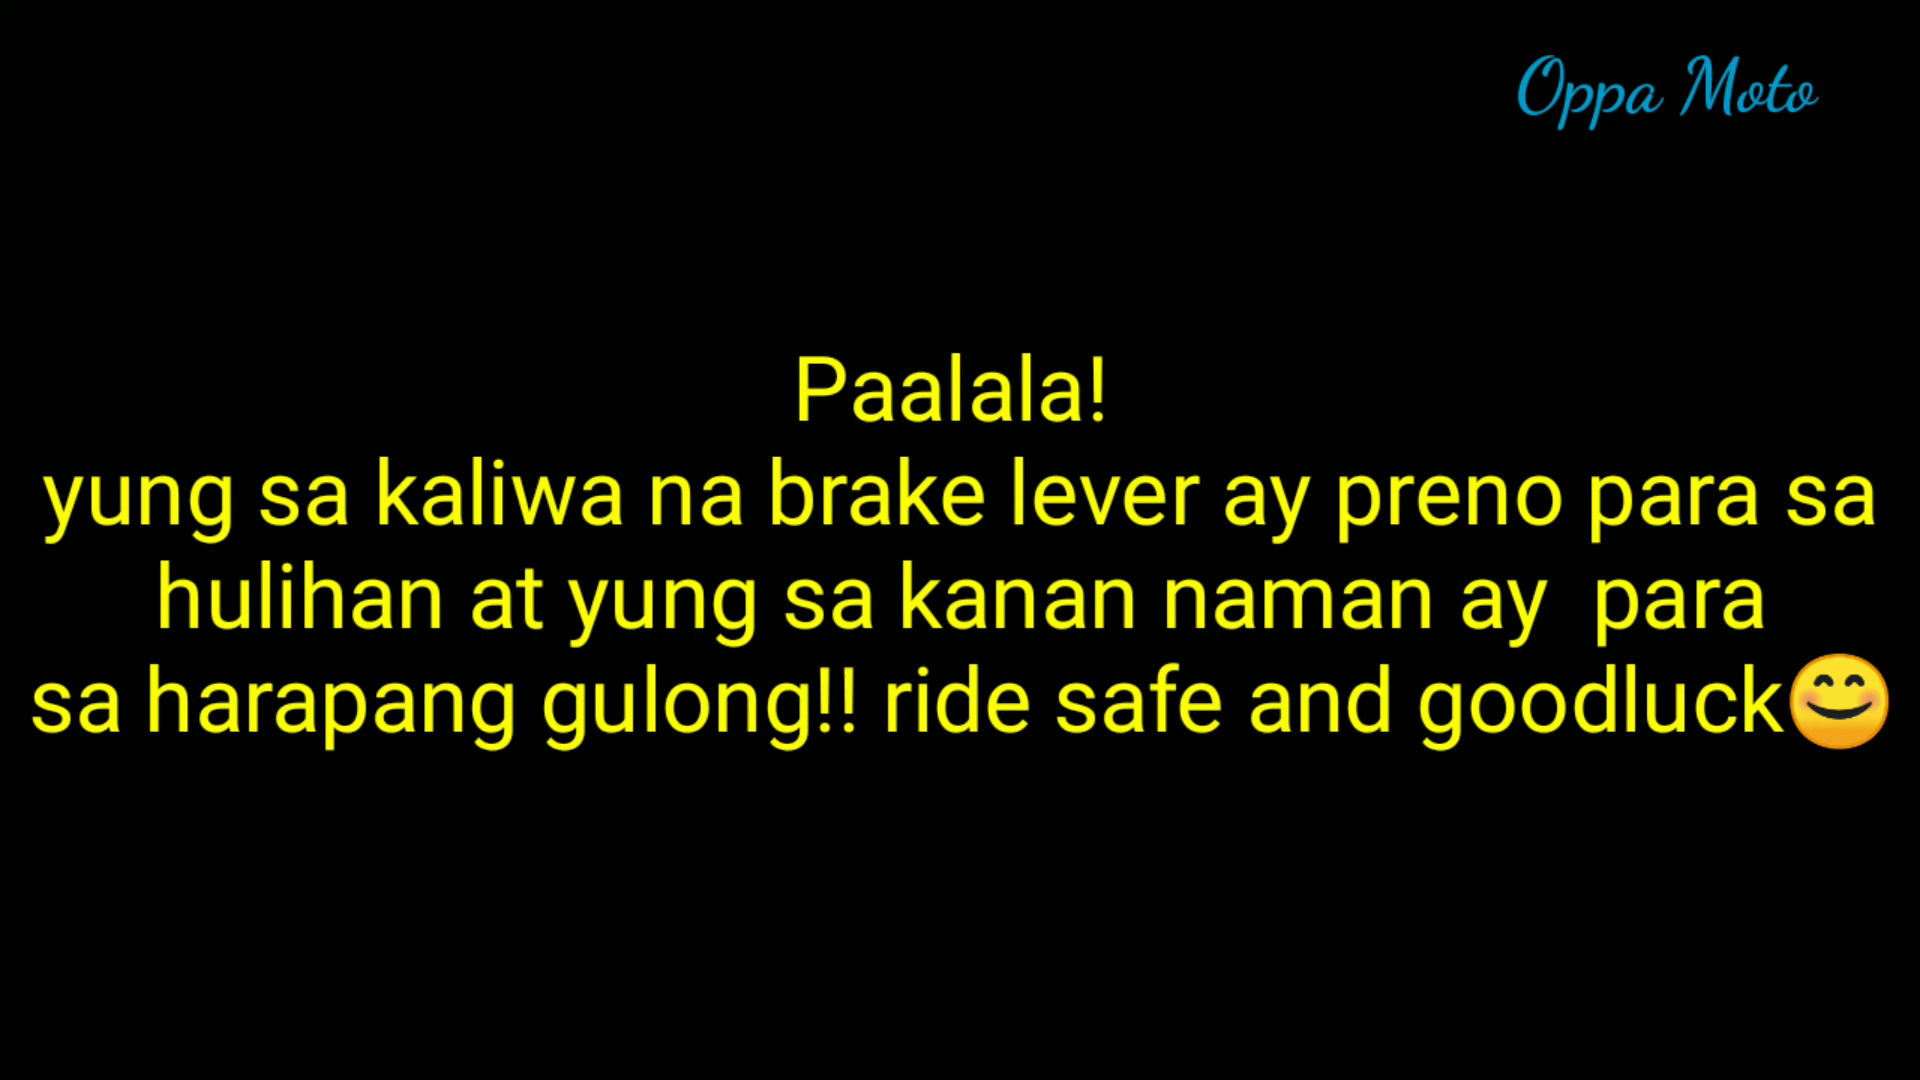 Oppa Moto
Paalala!
yung sa kaliwa na brake lever ay preno para sa
hulihan at yung sa kanan naman ay  para
sa harapang gulong!! ride safe and goodluck😊